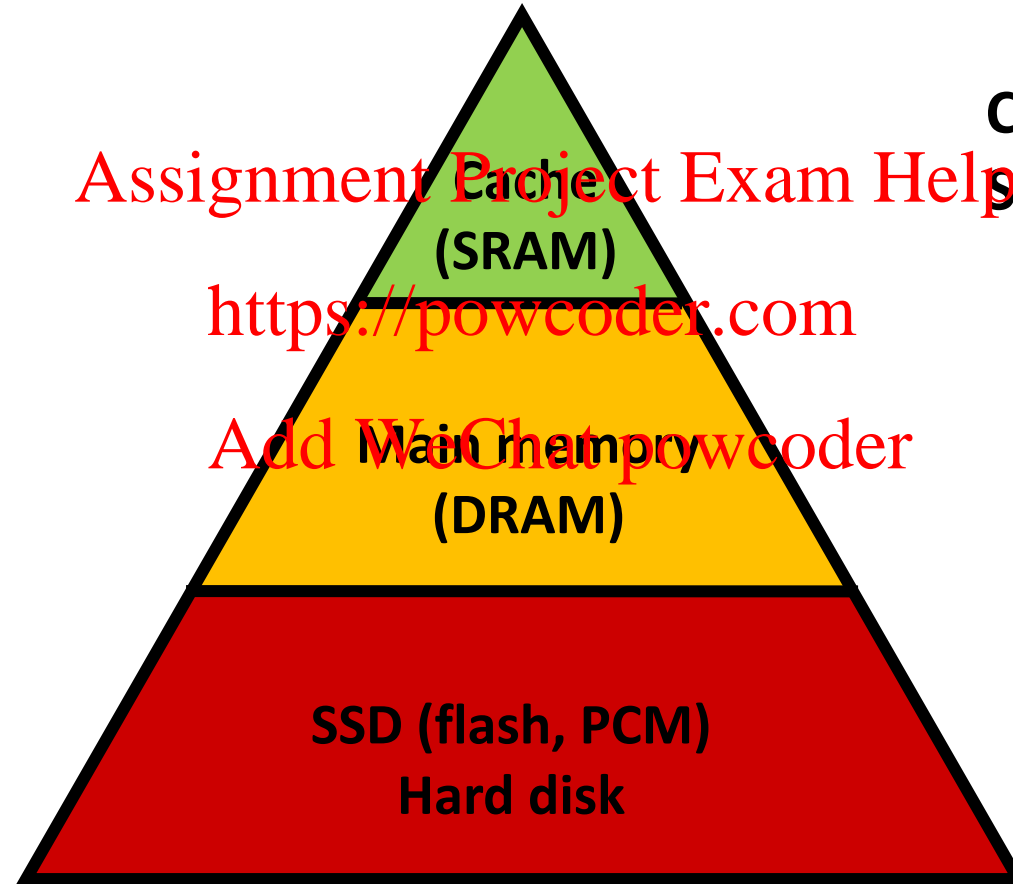 Cache
(SRAM)
Main memory
(DRAM)
SSD (flash, PCM)
Hard disk
Assignment Project Exam Help
https://powcoder.com
Add WeChat powcoder